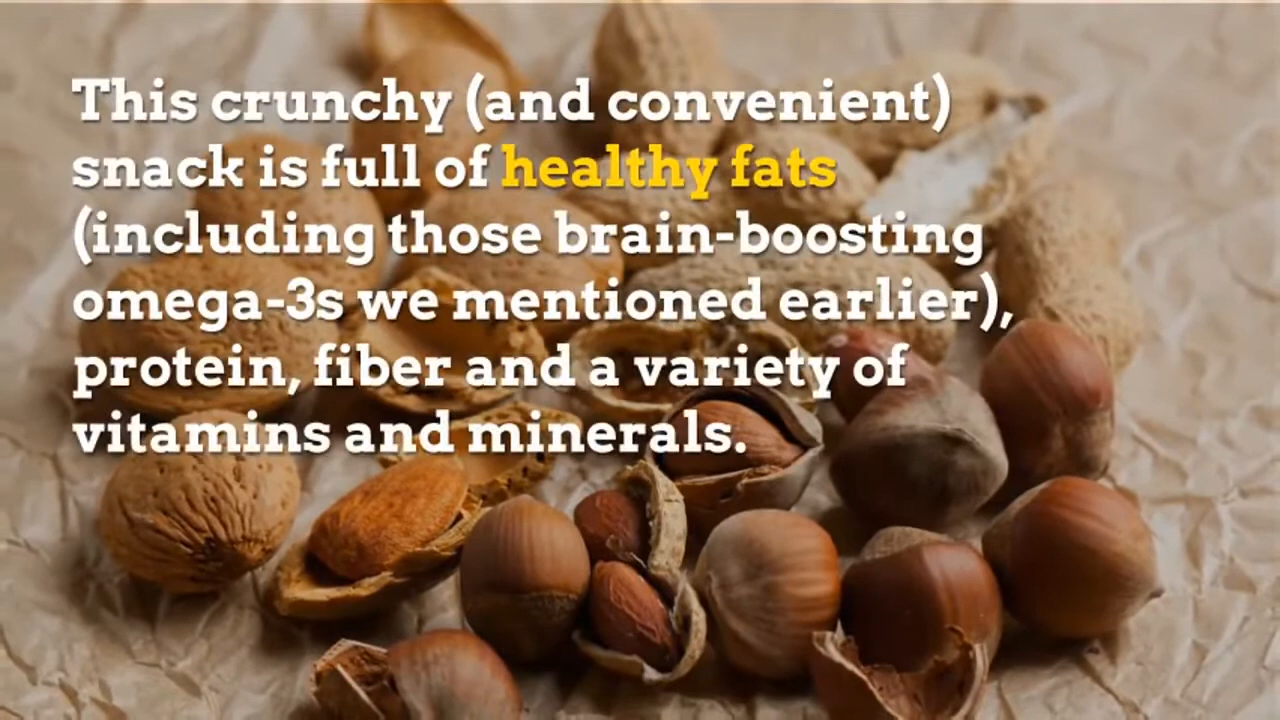 This crunchy (and convenient)
snack is full of healthy fats
(including those brain-boosting
omega-3s we mentioned earlier),
protein, fiber and a variety of
vitamins and minerals.